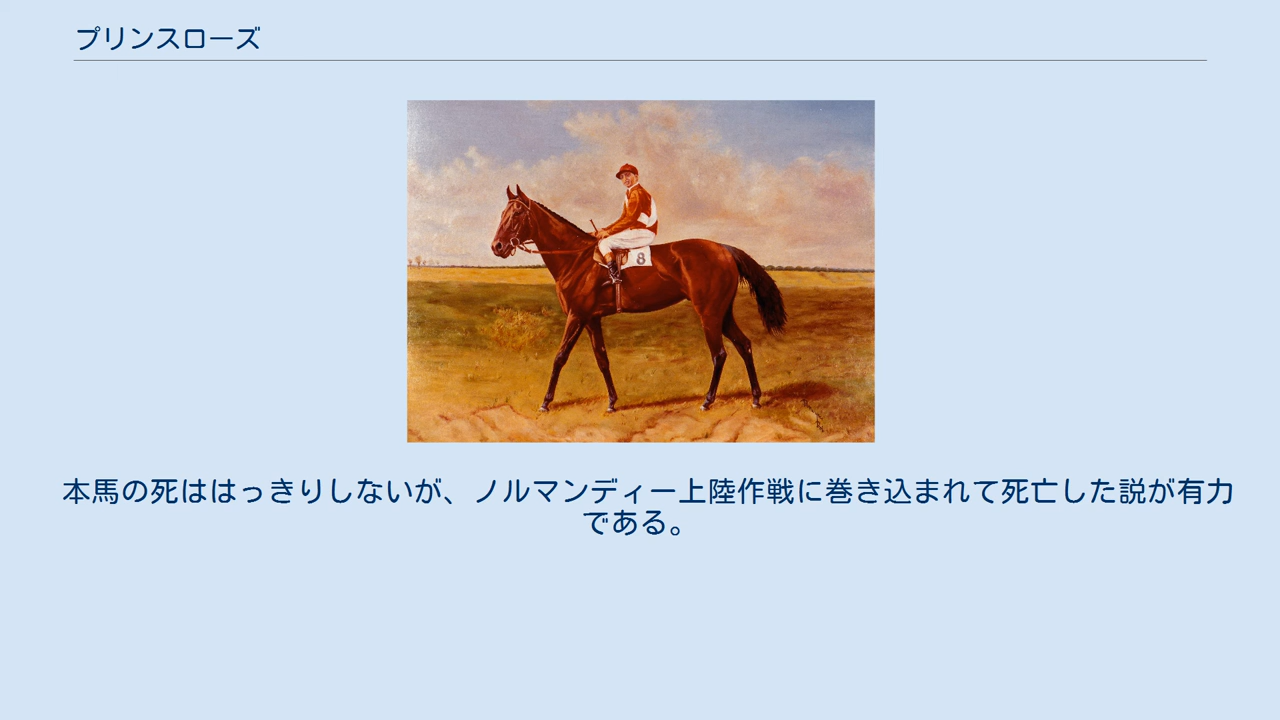 プリンスローズ
8
本馬の死ははっきりしないが、ノルマンディー上陸作戦に巻き込まれて死亡した説が有力
である。